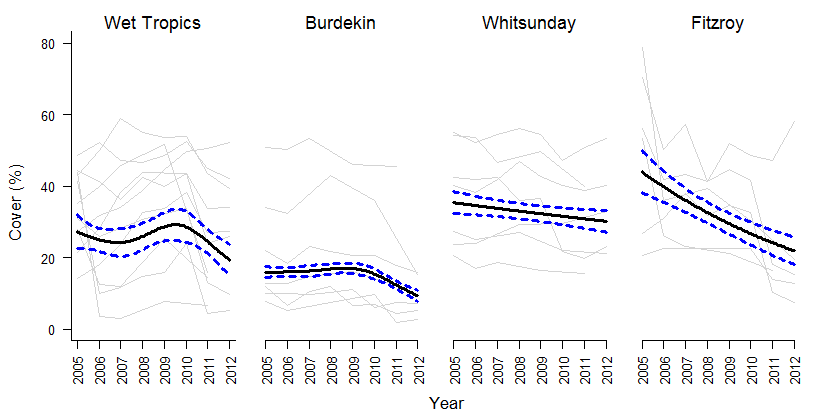 Wet Tropics Burdekin Whitsunday Fitzroy
Cover (%)
80
60
40
20
0
2005 2006 2007 2008 2009 2010 2011 2012 2005 2006 2007 2008 2009 2010 2011 2012 2005 2006 2007 2008 2009 2010 2011 2012 2005 2006 2007 2008 2009 2010 2011 2012
Year